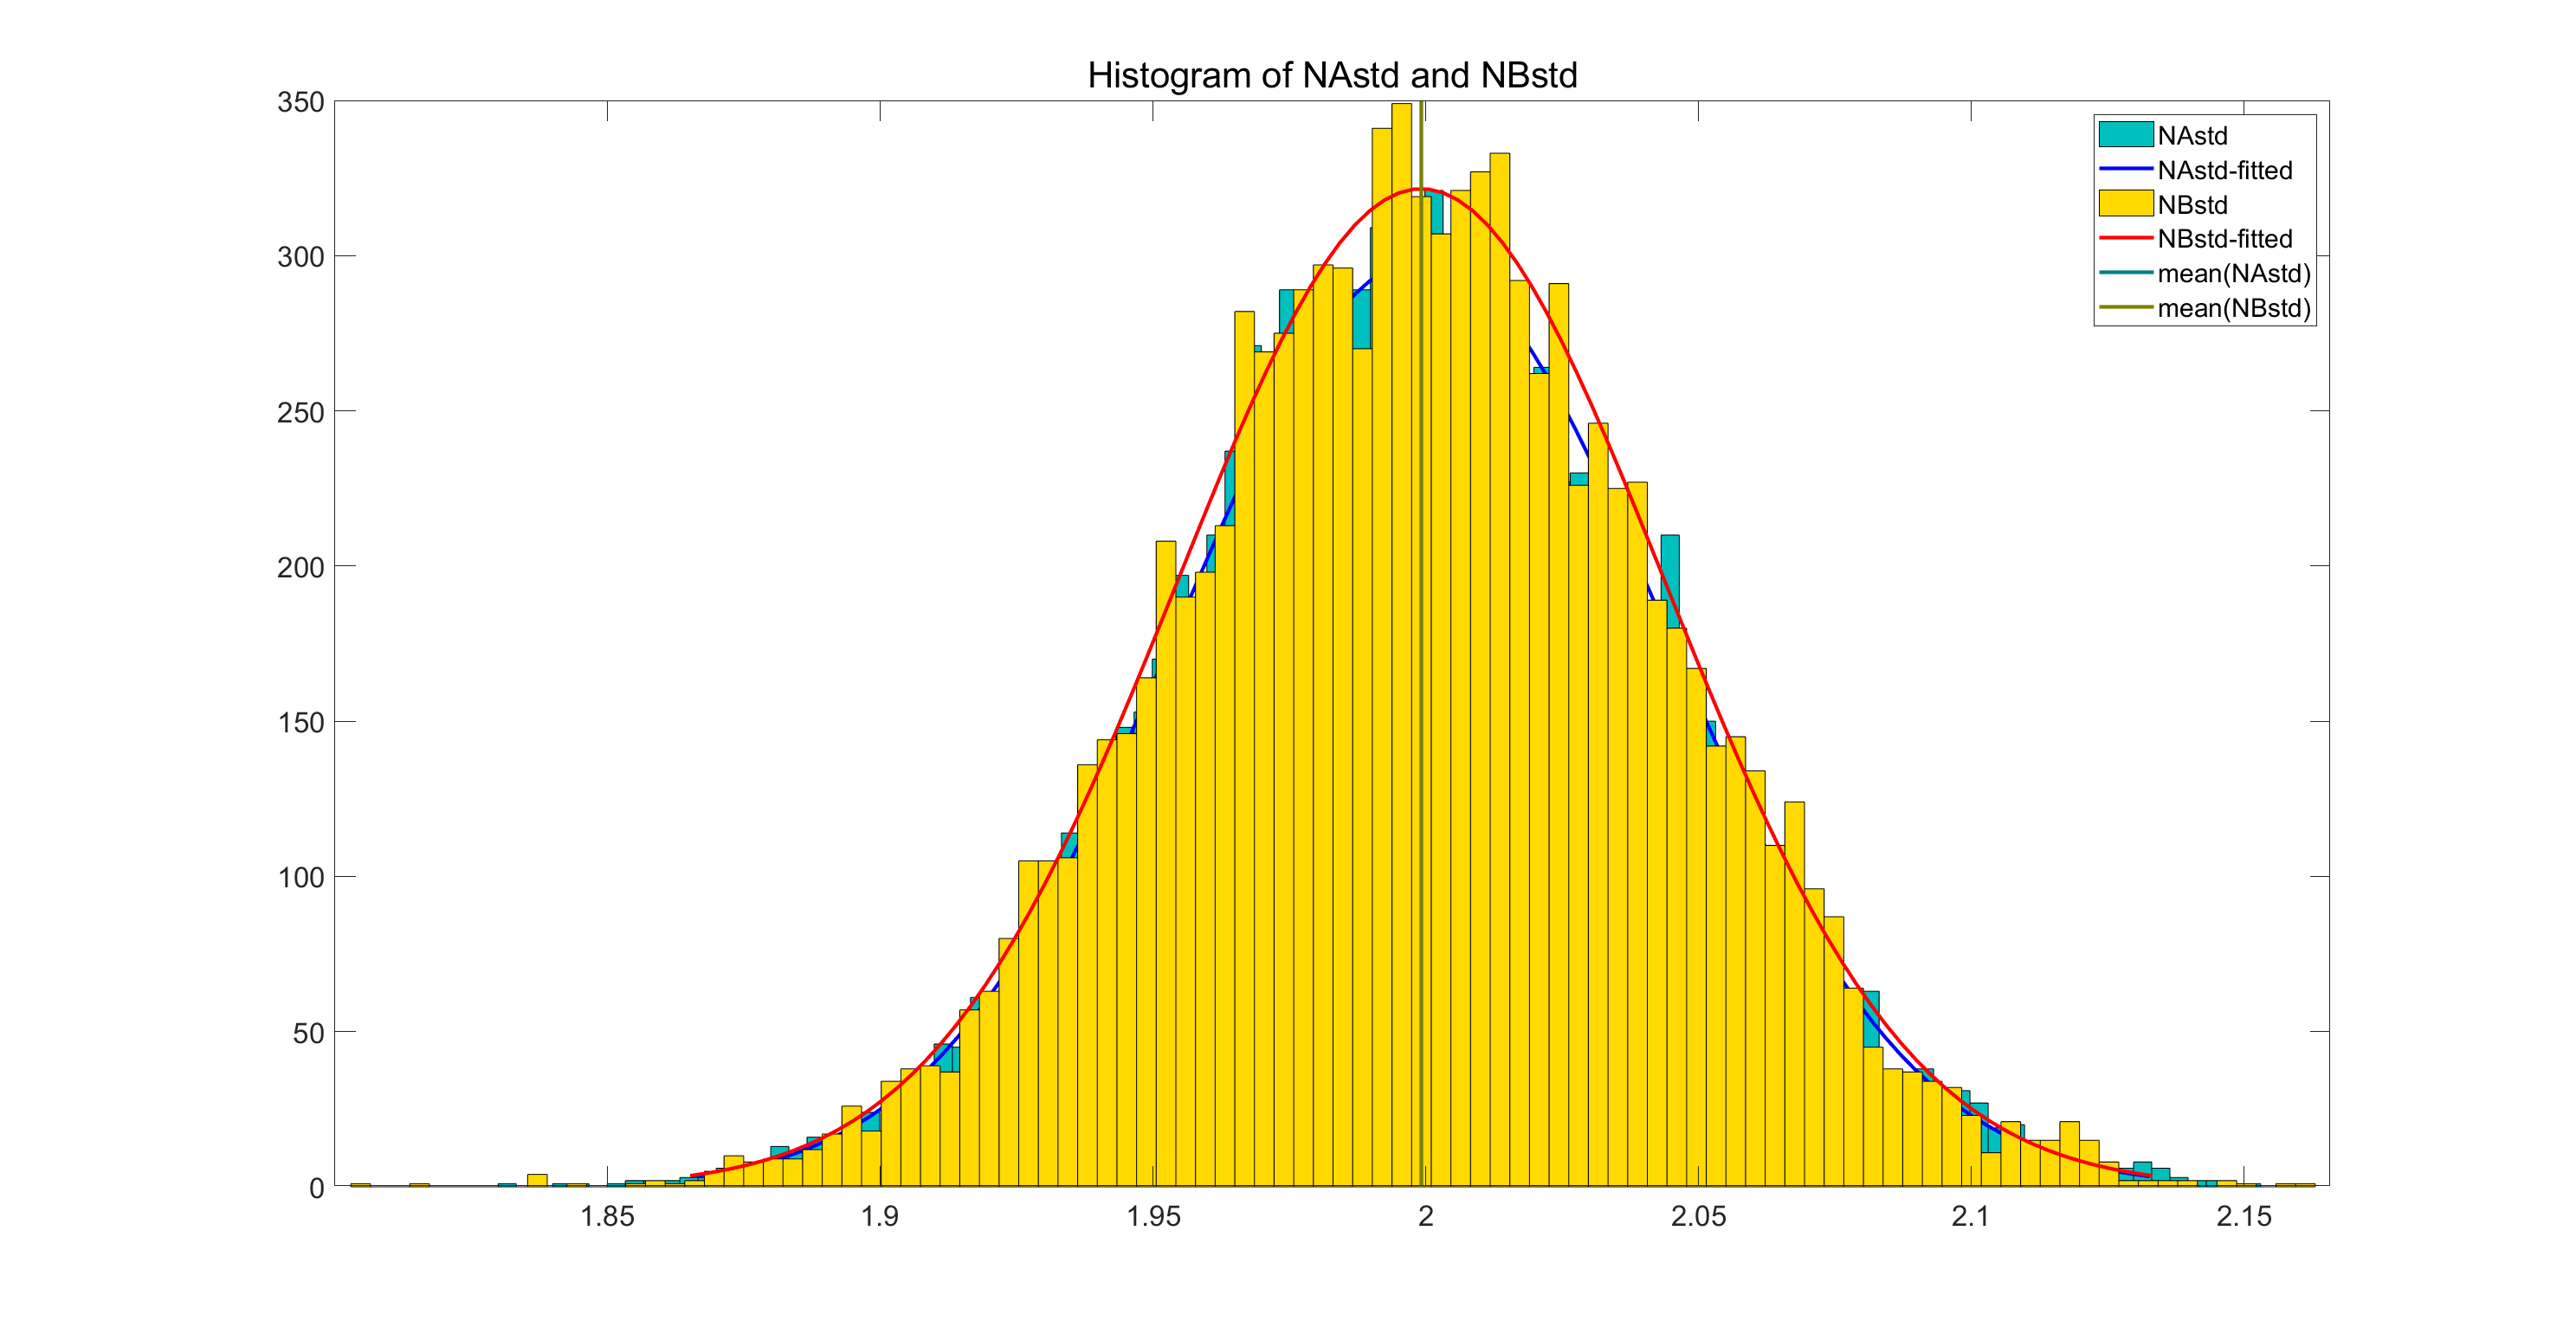 Histogram of NAstd and NBstd
350
300
250
200
150
100
50
0
1.85
1.9
1.95
2
2.05
2.1
2.15
NAstd
NAstd-fitted
NBstd
NBstd-fitted
mean(NAstd)
mean(NBstd)